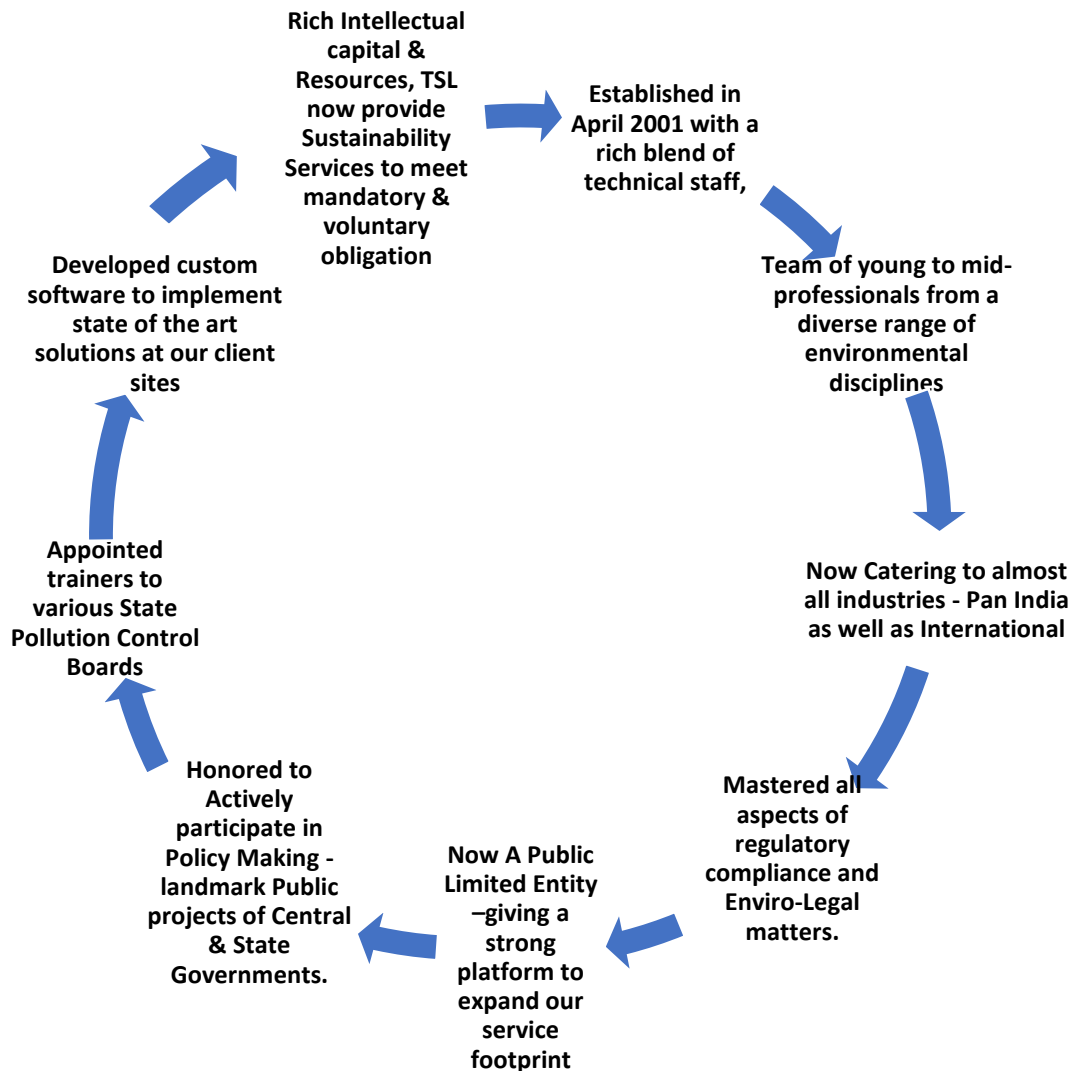 Rich Intellectual
capital &
Resources, TSL
now provide
Sustainability
Services to meet
mandatory &
voluntary
obligation
Established in
April 2001 with a
rich blend of
technical staff,
Team of young to mid-
professionals from a
diverse range of
environmental
disciplines
Now Catering to almost
all industries - Pan India
as well as International
Mastered all
aspects of
regulatory
compliance and
Enviro-Legal
matters.
Now A Public
Limited Entity
–giving a
strong
platform to
expand our
service
footprint
Honored to
Actively
participate in
Policy Making -
landmark Public
projects of Central
& State
Governments.
Appointed
trainers to
various State
Pollution Control
Boards
Developed custom
software to implement
state of the art
solutions at our client
sites